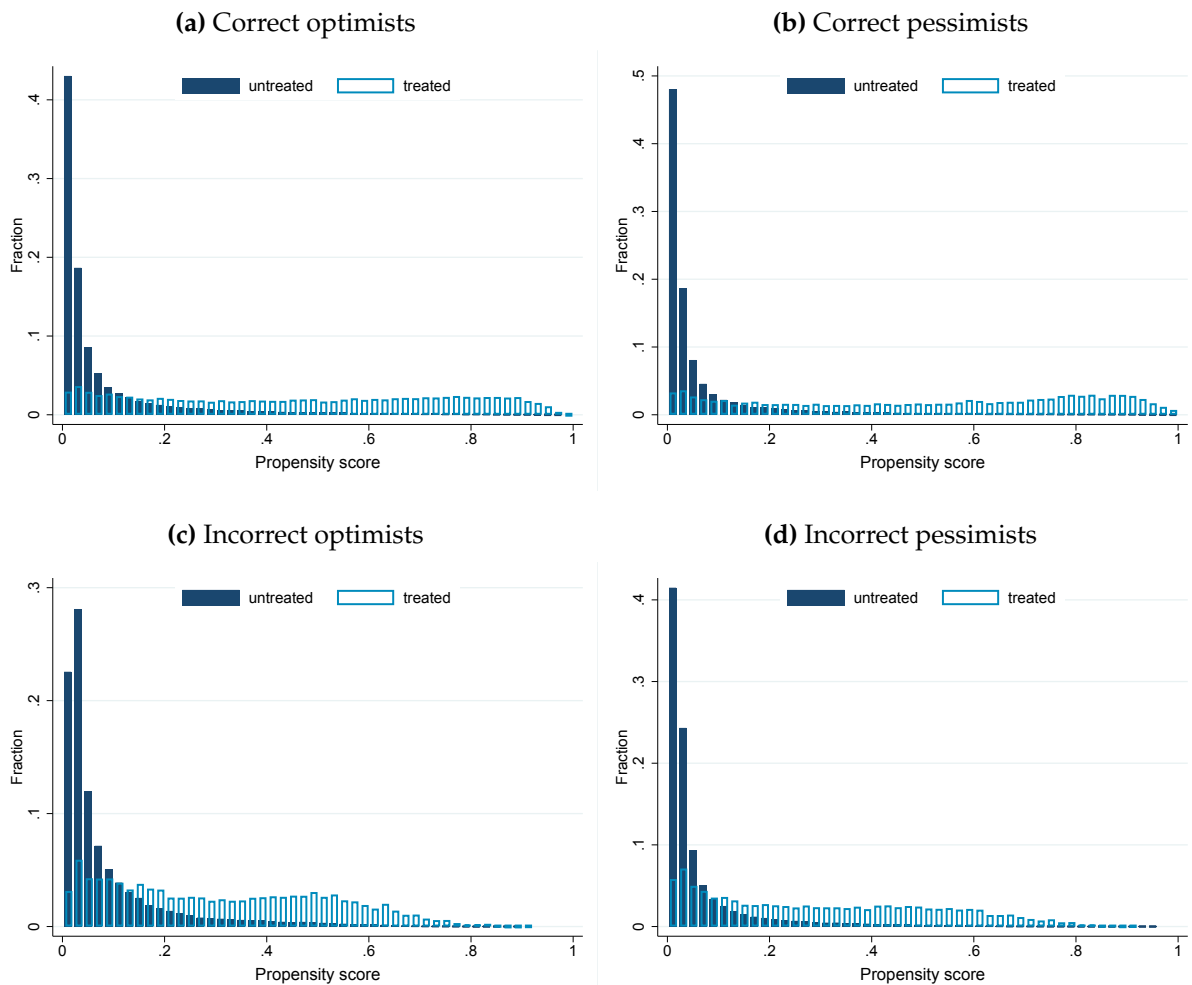 (a) Correct optimists
untreated treated
.4
.3
.2
.1
0
Fraction
0 .2 .4 .6 .8 1
Propensity score
(b) Correct pessimists
untreated treated
.5
.4
.3
.2
.1
0
Fraction
0 .2 .4 .6 .8 1
Propensity score
(c) Incorrect optimists
untreated treated
.3
.2
.1
0
Fraction
0 .2 .4 .6 .8 1
Propensity score
(d) Incorrect pessimists
untreated treated
.4
.3
.2
.1
0
Fraction
0 .2 .4 .6 .8 1
Propensity score